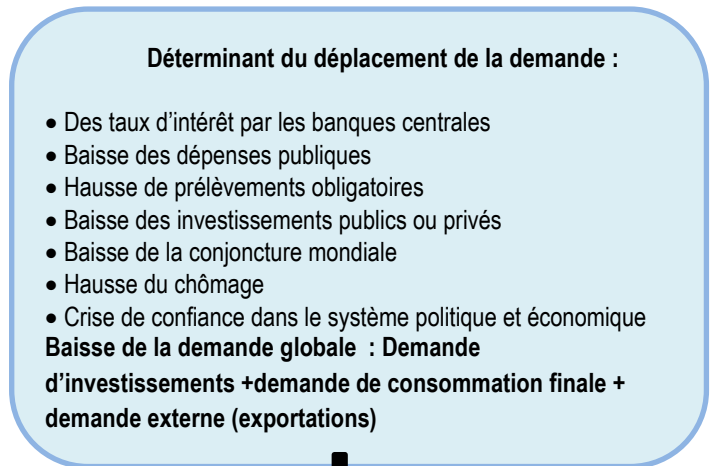 Déterminant du déplacement de la demande :
• Des taux d’intérêt par les banques centrales
• Baisse des dépenses publiques
• Hausse de prélèvements obligatoires
• Baisse des investissements publics ou privés
• Baisse de la conjoncture mondiale
• Hausse du chômage
• Crise de confiance dans le système politique et économique
Baisse de la demande globale : Demande
d’investissements +demande de consommation finale +
demande externe (exportations)